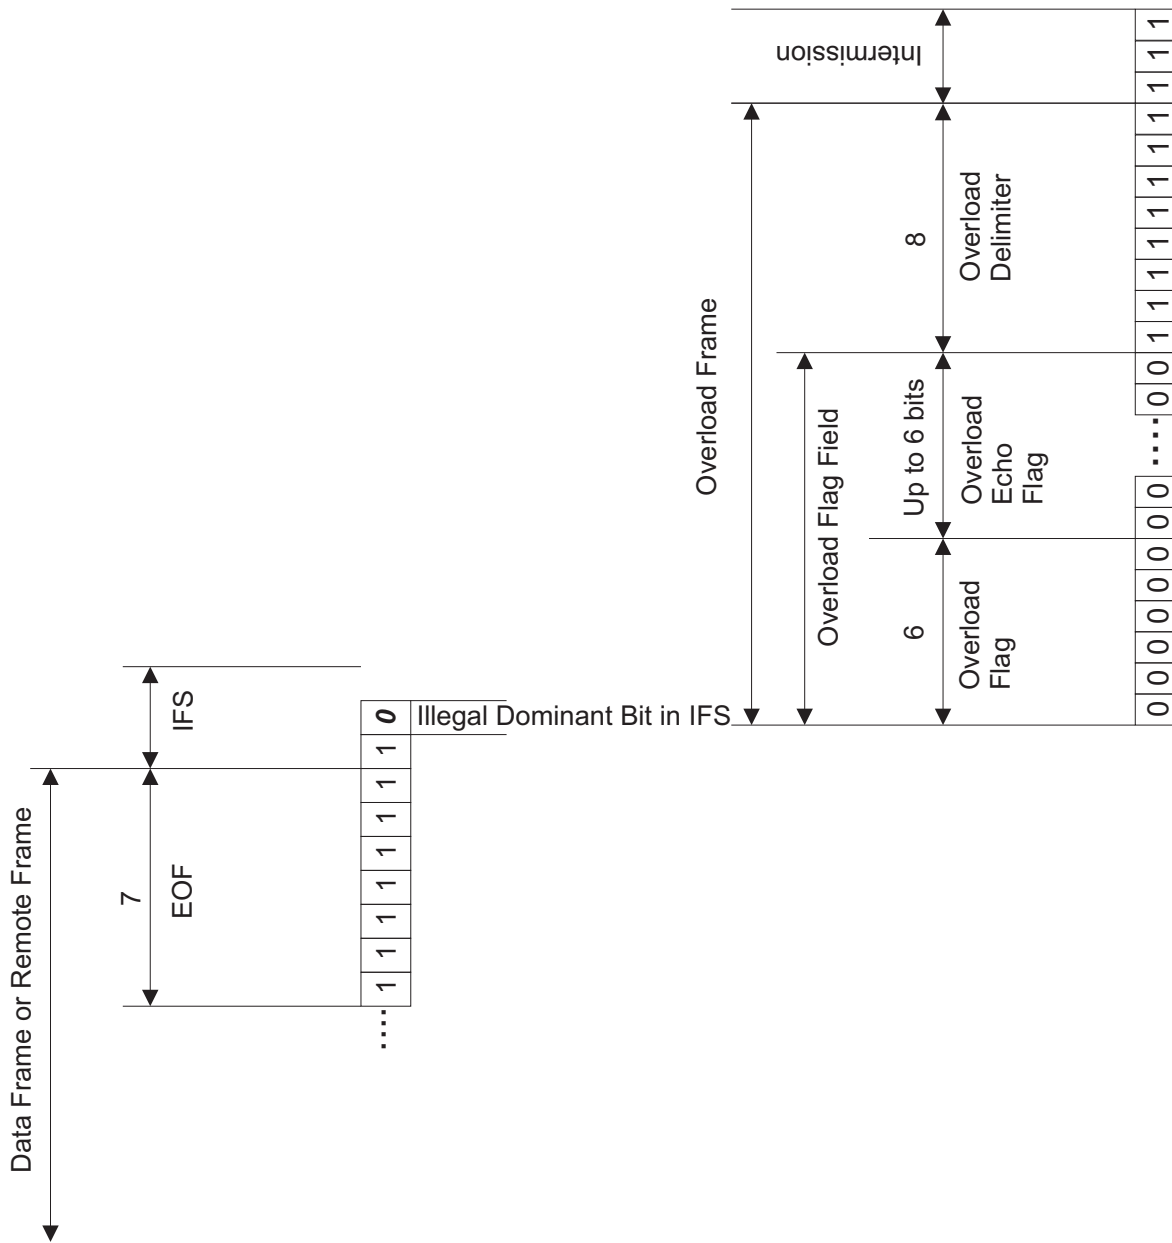 Data Frame or Remote Frame
7
EOF
IFS
.... 1 1 1 1 1 1 1 1 0
Illegal Dominant Bit in IFS
Overload Frame
Intermission
Overload Flag Field
6
Up to 6 bits
8
Overload
Flag
Overload
Echo
Flag
Overload
Delimiter
0 0 0 0 0 0 0 0 .... 0 0 1 1 1 1 1 1 1 1 1 1 1